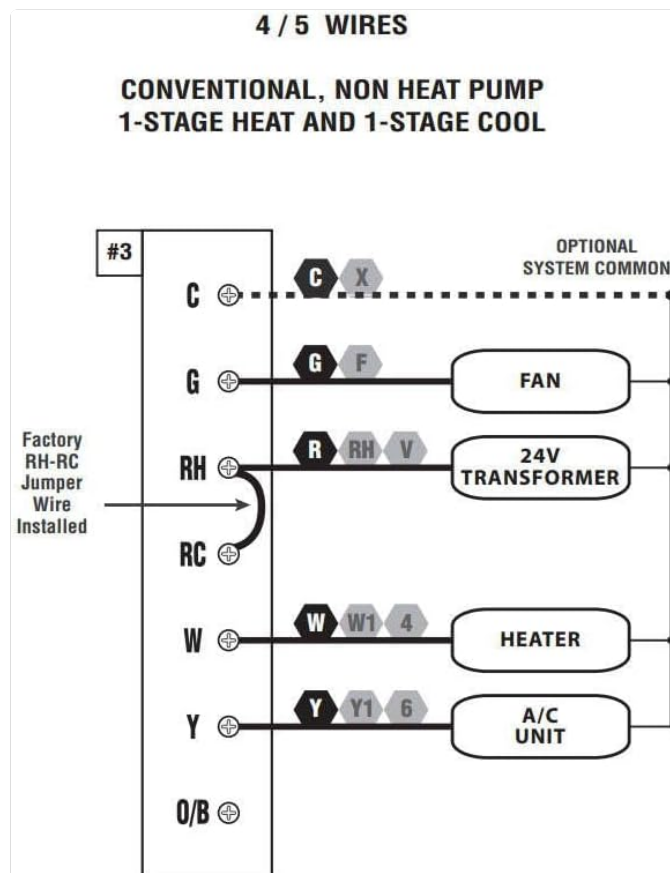 4 / 5 WIRES
CONVENTIONAL, NON HEAT PUMP
1-STAGE HEAT AND 1-STAGE COOL
#3
OPTIONAL
SYSTEM COMMON
C
C X
G
G F
FAN
Factory
RH-RC
Jumper
Wire
Installed
RH
R RH V
24V
TRANSFORMER
RC
W
W W1 4
HEATER
Y
Y Y1 6
A/C
UNIT
O/B